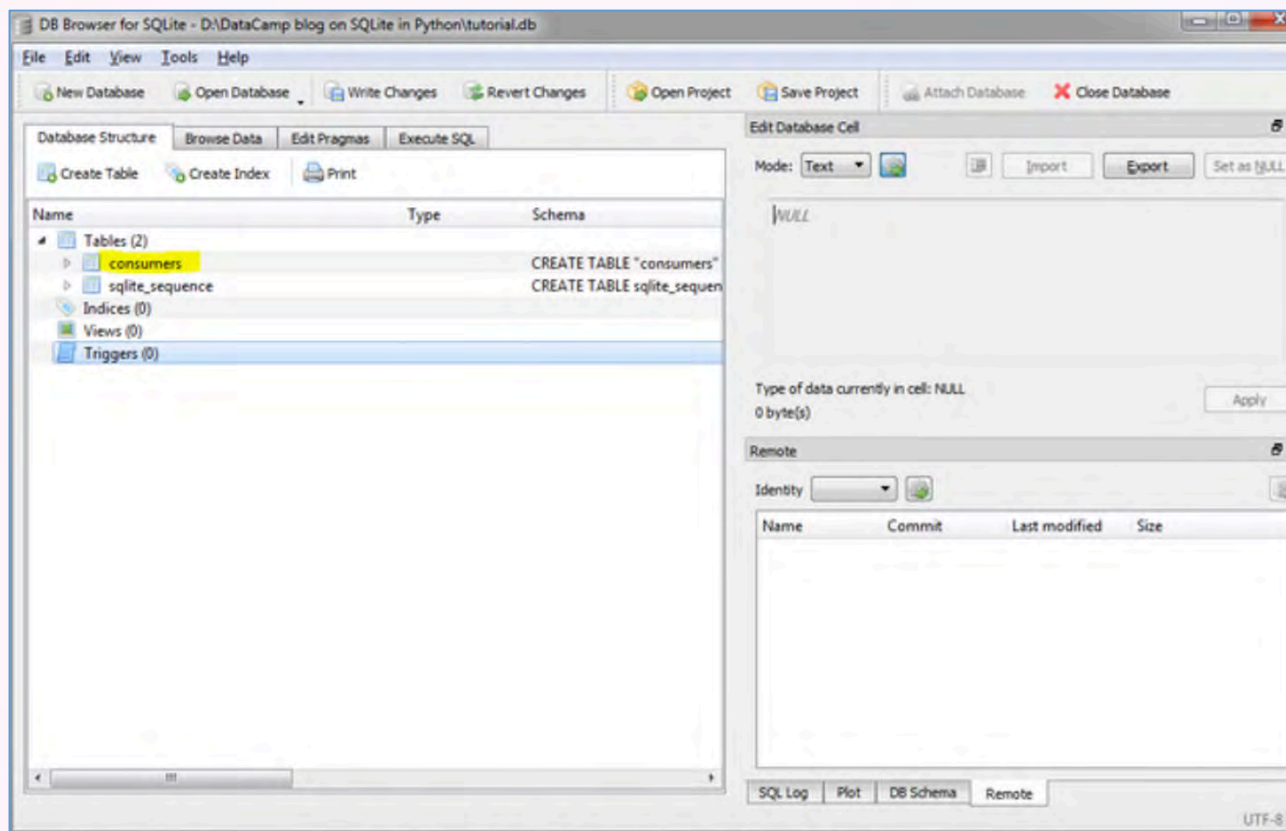 DB Browser for SQLite - D:\DataCamp blog on SQLite in Python\tutorial.db
File Edit View Tools Help
New Database Open Database Write Changes Revert Changes Open Project Save Project Attach Database Close Database
Database Structure Browse Data Edit Pragmas Execute SQL
Create Table Create Index Print
Name Type Schema
Tables (2)
consumers CREATE TABLE "consumers"
sqlite_sequence CREATE TABLE sqlite_sequen
Indices (0)
Views (0)
Triggers (0)
Edit Database Cell
Mode: Text Import Export Set as NULL
NULL
Type of data currently in cell: NULL
0 byte(s)
Apply
Remote
Identity
Name Commit Last modified Size
SQL Log Plot DB Schema Remote
UTF-8